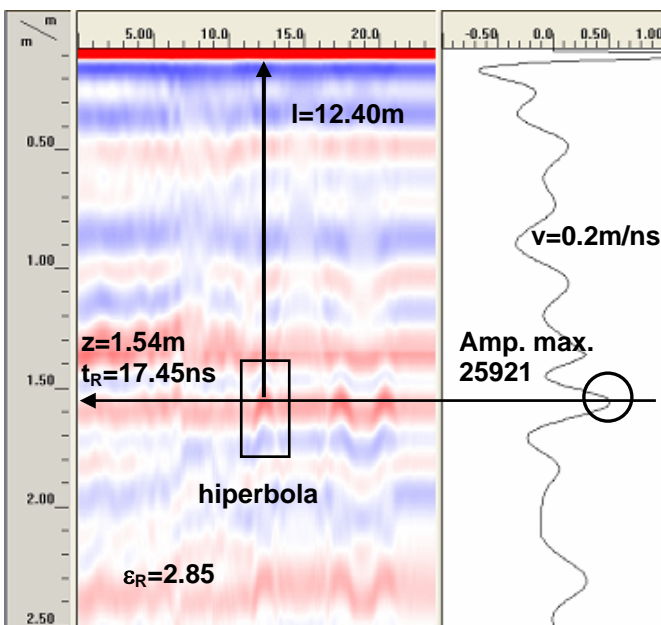 m
m
5.00 10.0 15.0 20.0
-0.50 0.50 1.00
l=12.40m
0.50
v=0.2m/ns
1.00
z=1.54m
tR=17.45ns
Amp. max.
25921
1.50
hiperbola
2.00
εR=2.85
2.50